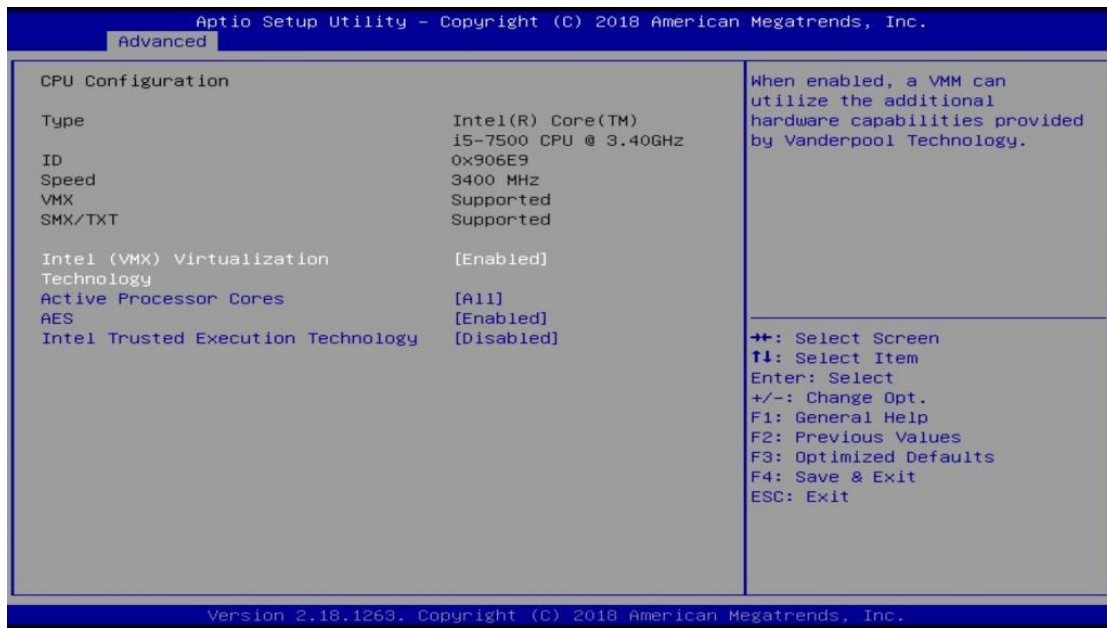 Aptio Setup Utility – Copyright (C) 2018 American Megatrends, Inc.
Advanced
CPU Configuration
Type Intel(R) Core(TM)
i5-7500 CPU @ 3.40GHz
ID 0x906E9
Speed 3400 MHz
VMX Supported
SMX/TXT Supported
Intel (VMX) Virtualization [Enabled]
Technology
Active Processor Cores [All]
AES [Enabled]
Intel Trusted Execution Technology [Disabled]
When enabled, a VMM can
utilize the additional
hardware capabilities provided
by Vanderpool Technology.
→←: Select Screen
↑↓: Select Item
Enter: Select
+/-: Change Opt.
F1: General Help
F2: Previous Values
F3: Optimized Defaults
F4: Save & Exit
ESC: Exit
Version 2.18.1263. Copyright (C) 2018 American Megatrends, Inc.